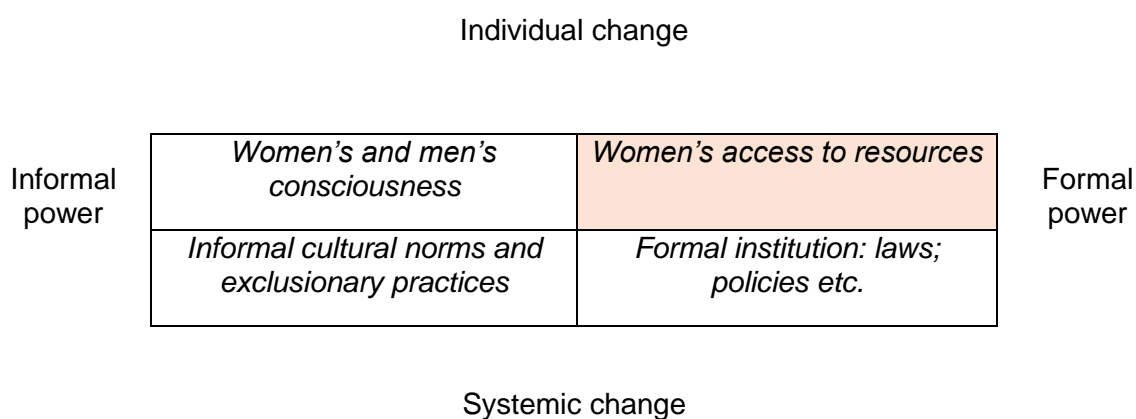 Individual change
Women’s and men’s
consciousness
Women’s access to resources
Informal
power
Formal
power
Informal cultural norms and
exclusionary practices
Formal institution: laws;
policies etc.
Systemic change